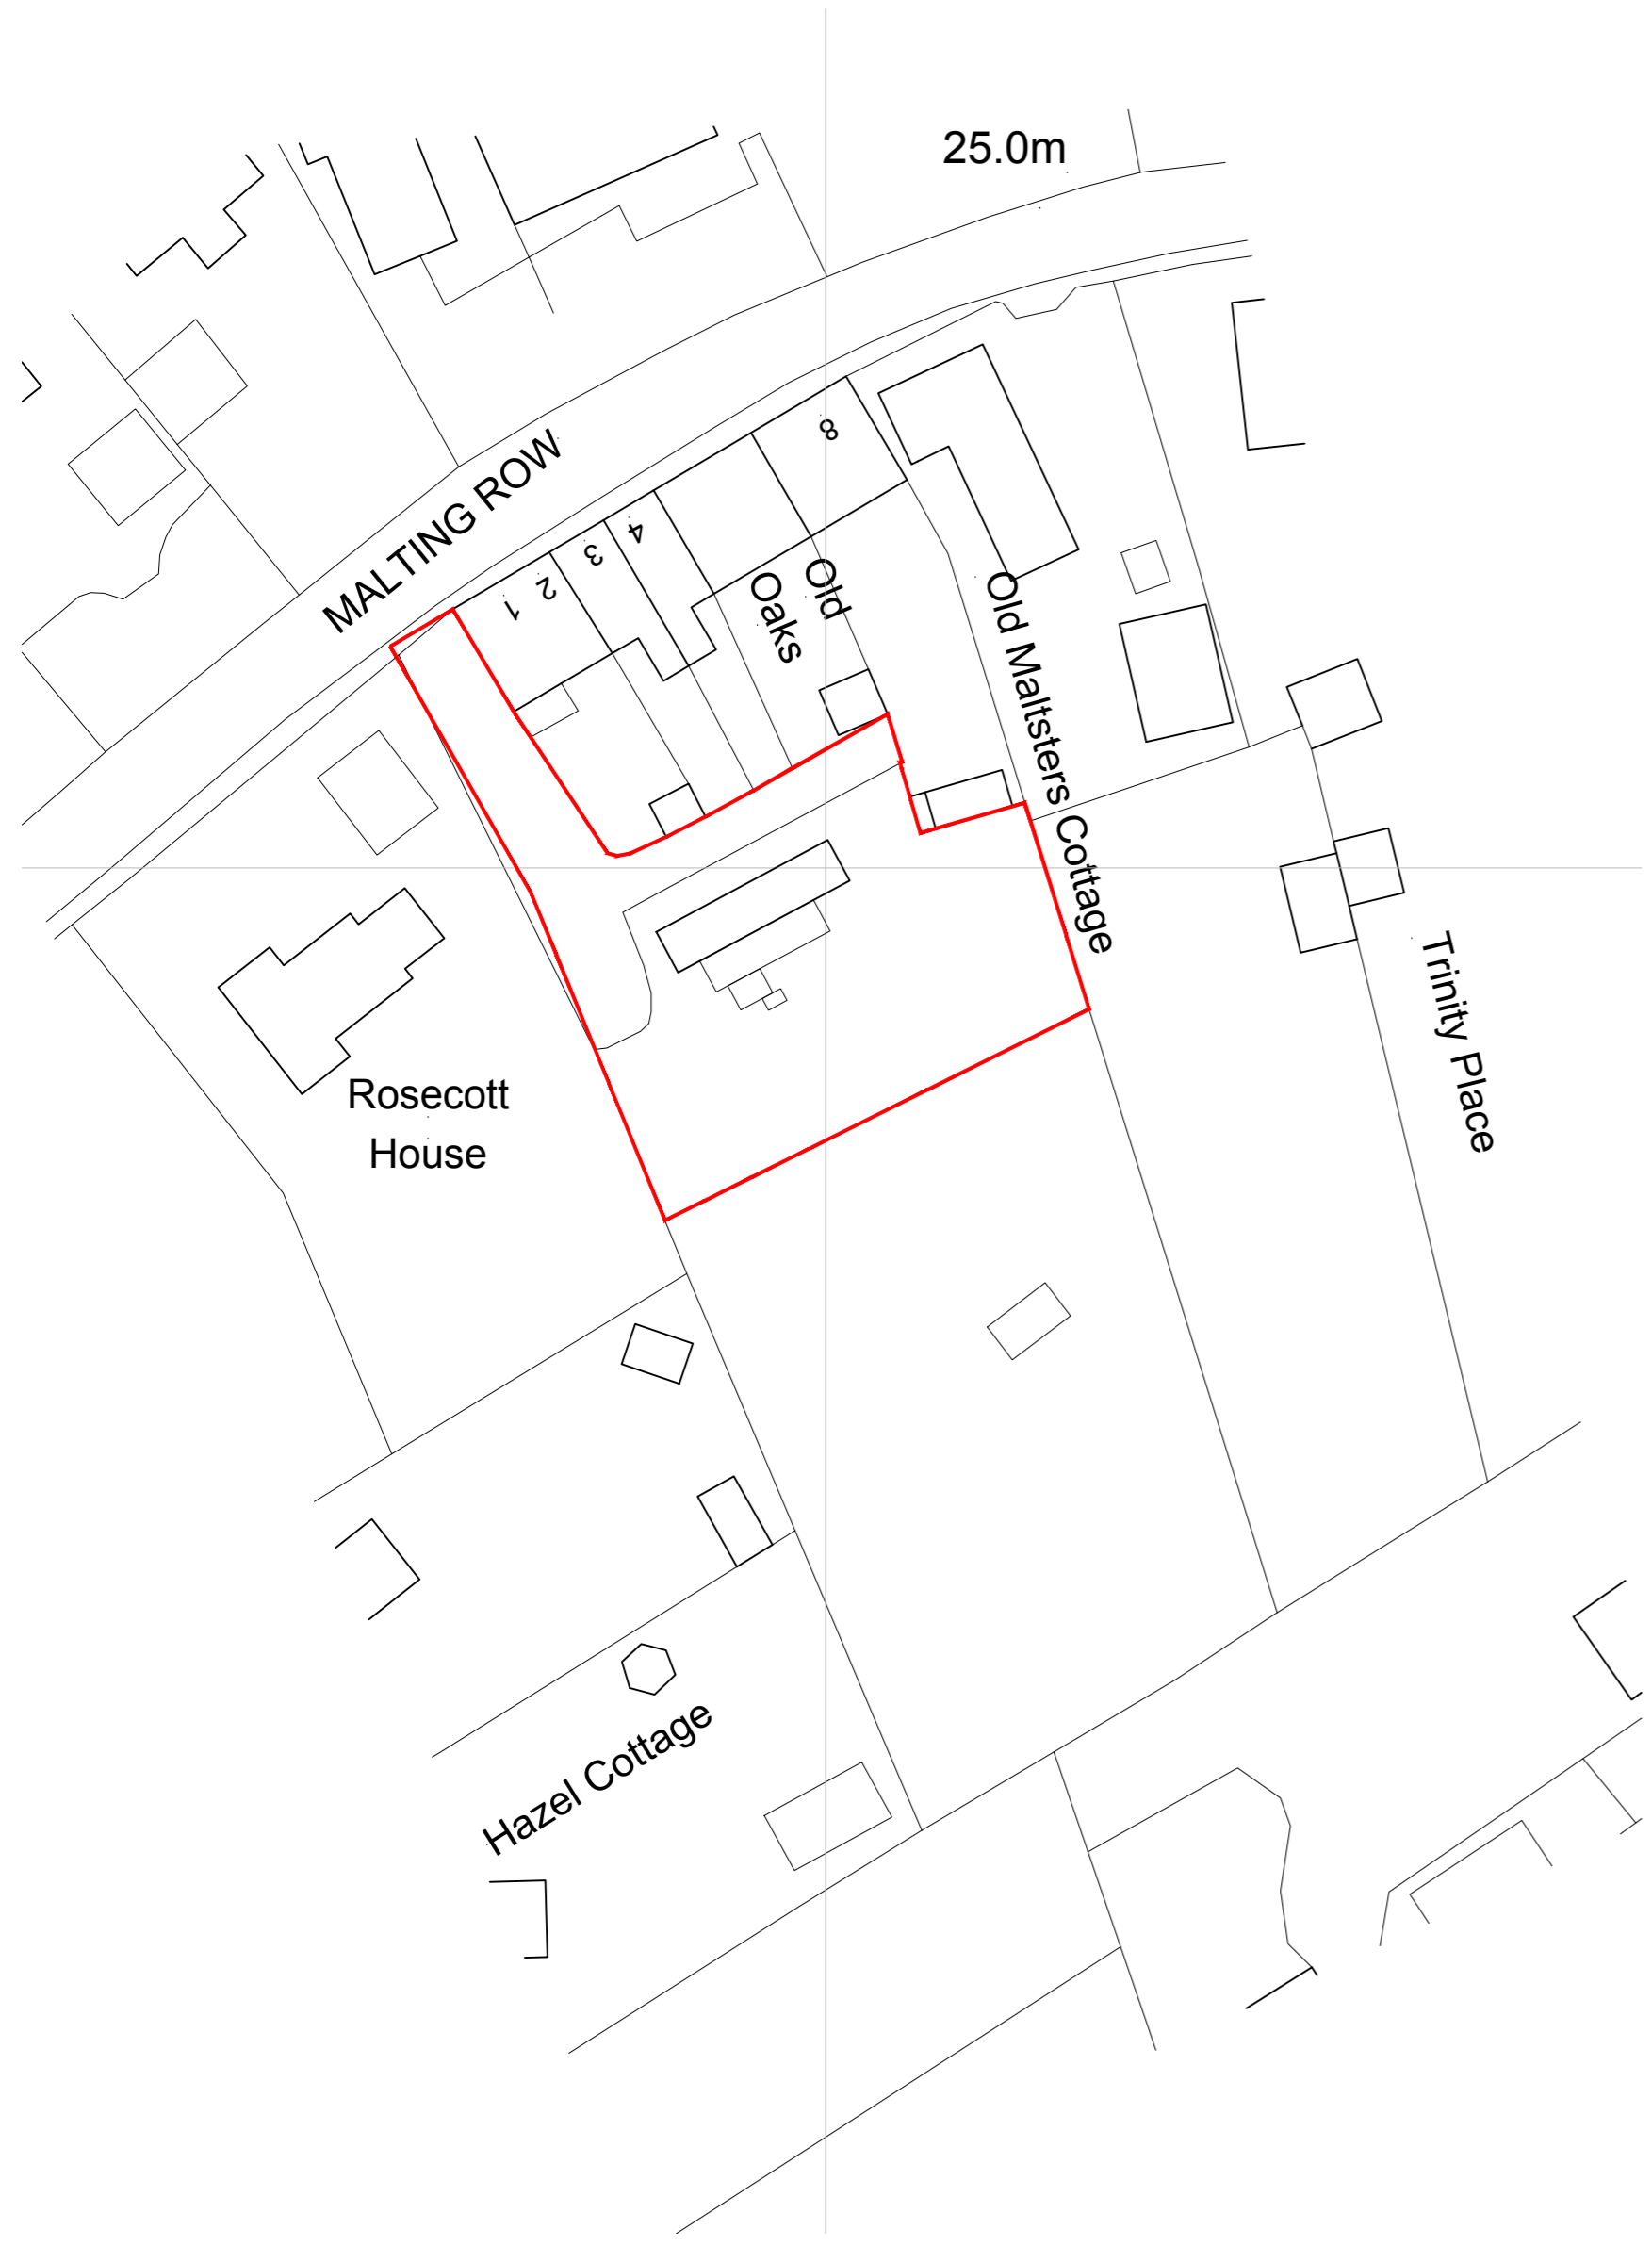 25.0m
MALTING ROW
8
4
3
2
1
Old
Oaks
Old Maltsters Cottage
Trinity Place
Rosecott
House
Hazel Cottage